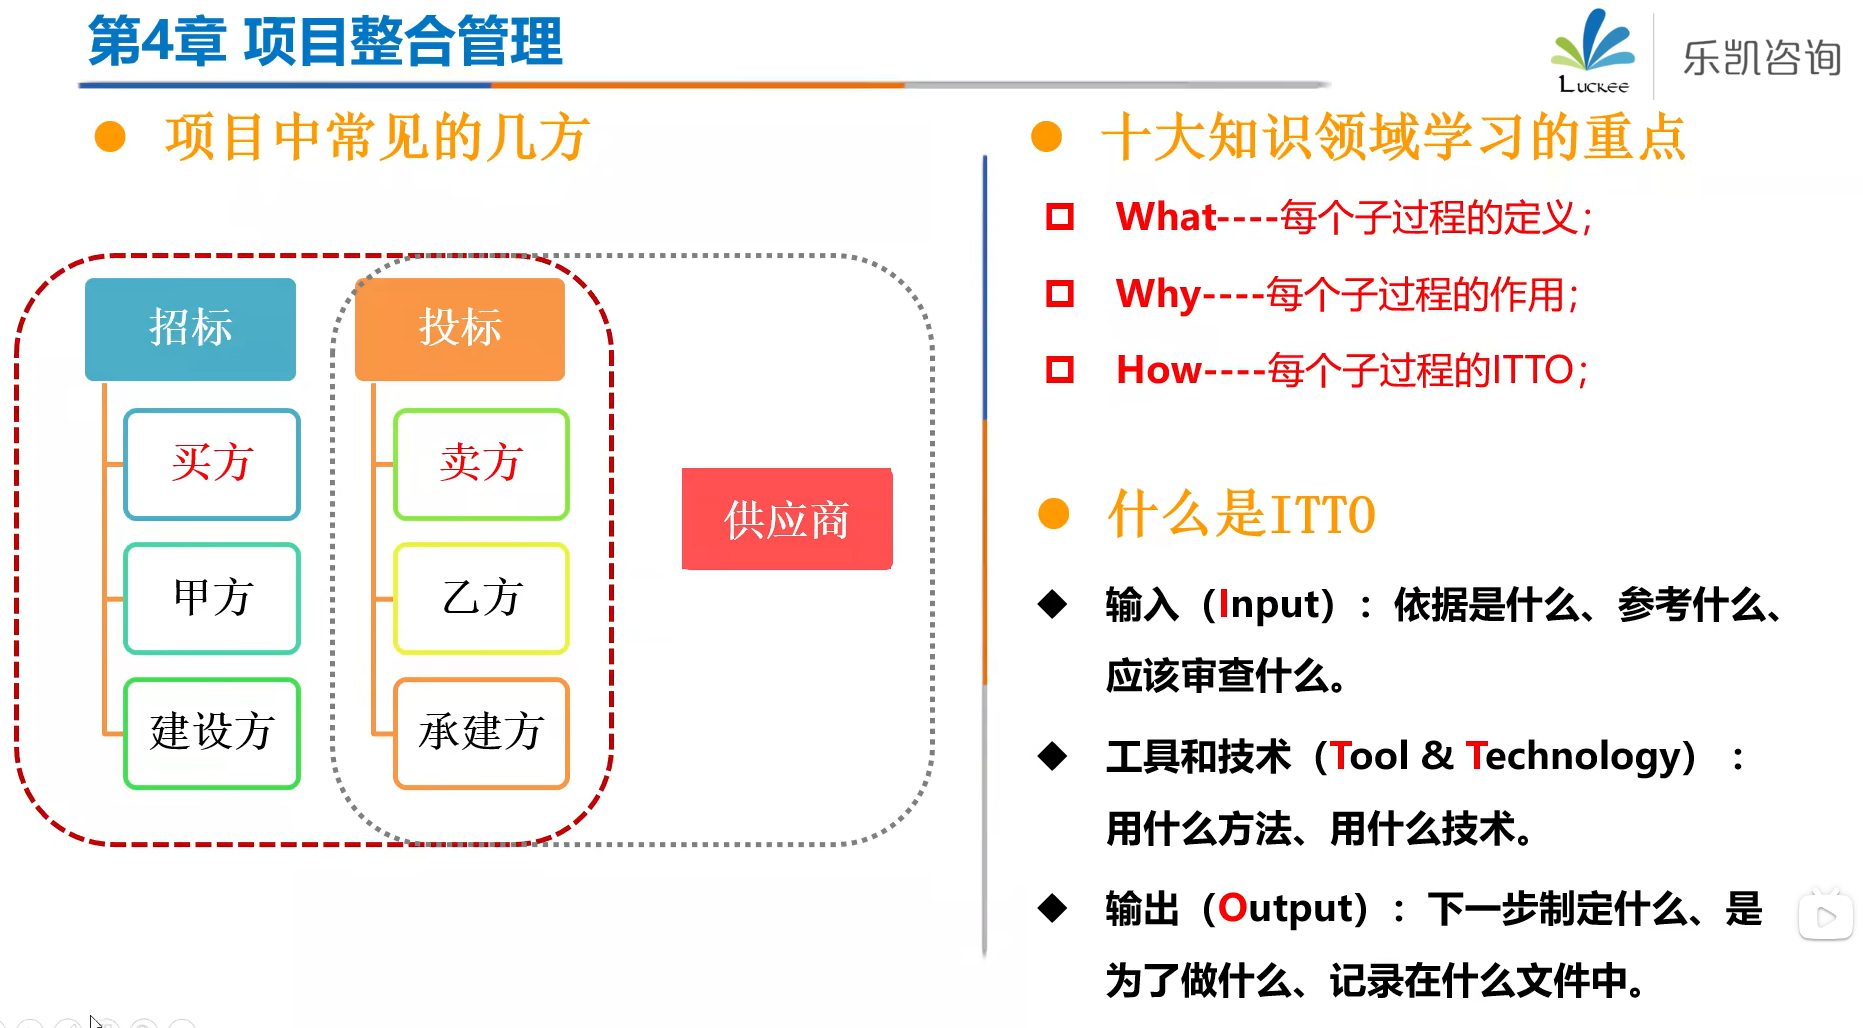 第4章 项目整合管理
Luckee
乐凯咨询
项目中常见的几方
招标
投标
买方
卖方
甲方
乙方
建设方
承建方
供应商
十大知识领域学习的重点
What----每个子过程的定义；
Why----每个子过程的作用；
How----每个子过程的ITTO；
什么是ITTO
输入（Input）：依据是什么、参考什么、
应该审查什么。
工具和技术（Tool & Technology）：
用什么方法、用什么技术。
输出（Output）：下一步制定什么、是
为了做什么、记录在什么文件中。